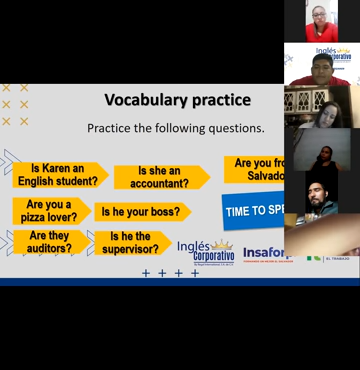 Vocabulary practice
Practice the following questions.
Is Karen an
English student?
Is she an
accountant?
Are you
Salvado
Are you a
pizza lover?
Is he your boss?
TIME TO
Are they
auditors?
Is he the
supervisor?
Inglés
Corporativo
Insafor
Inglés
Corporativo